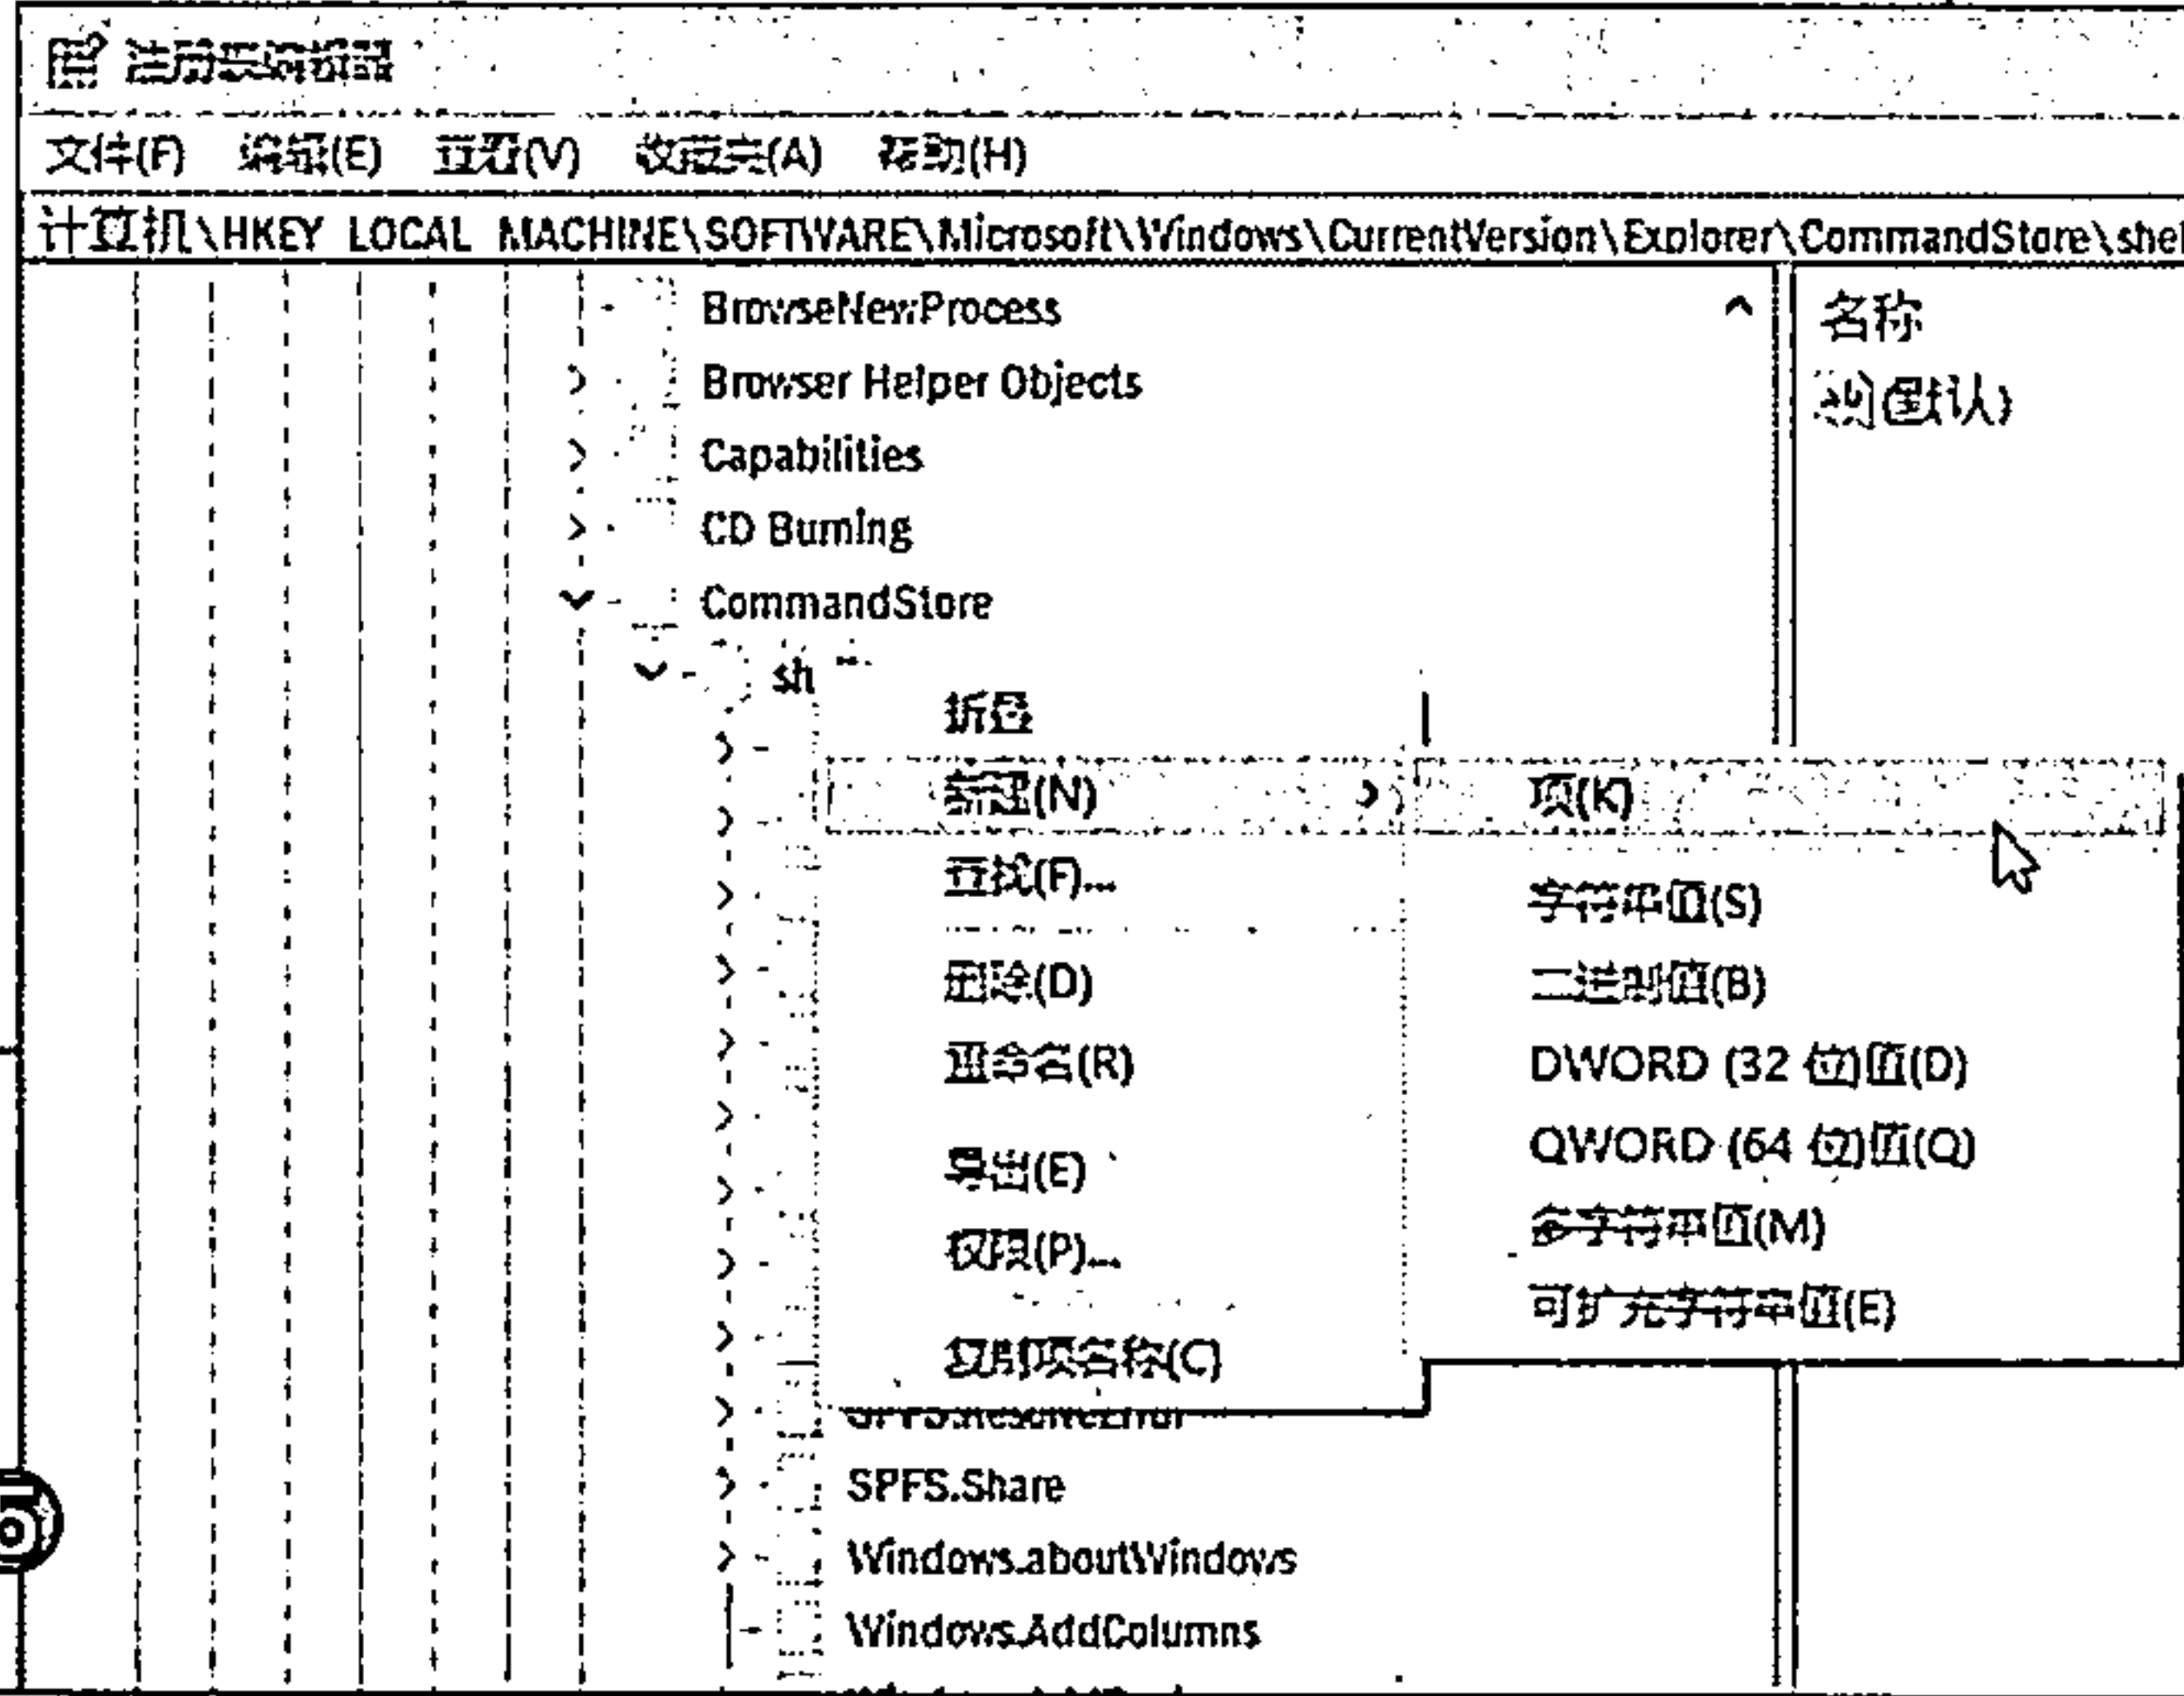 注册表编辑器
文件(F) 编辑(E) 查看(V) 收藏夹(A) 帮助(H)
计算机\HKEY_LOCAL_MACHINE\SOFTWARE\Microsoft\Windows\CurrentVersion\Explorer\CommandStore\shel
名称
(默认)
BrowseNewProcess
Browser Helper Objects
Capabilities
CD Burning
CommandStore
sh
折叠
新建(N)
查找(F)...
删除(D)
重命名(R)
导出(E)
权限(P)...
复制项名称(C)
项(K)
字符串值(S)
二进制值(B)
DWORD (32 位)值(D)
QWORD (64 位)值(Q)
多字符串值(M)
可扩充字符串值(E)
SPFS.ResolveError
SPFS.Share
Windows.aboutWindows
Windows.AddColumns